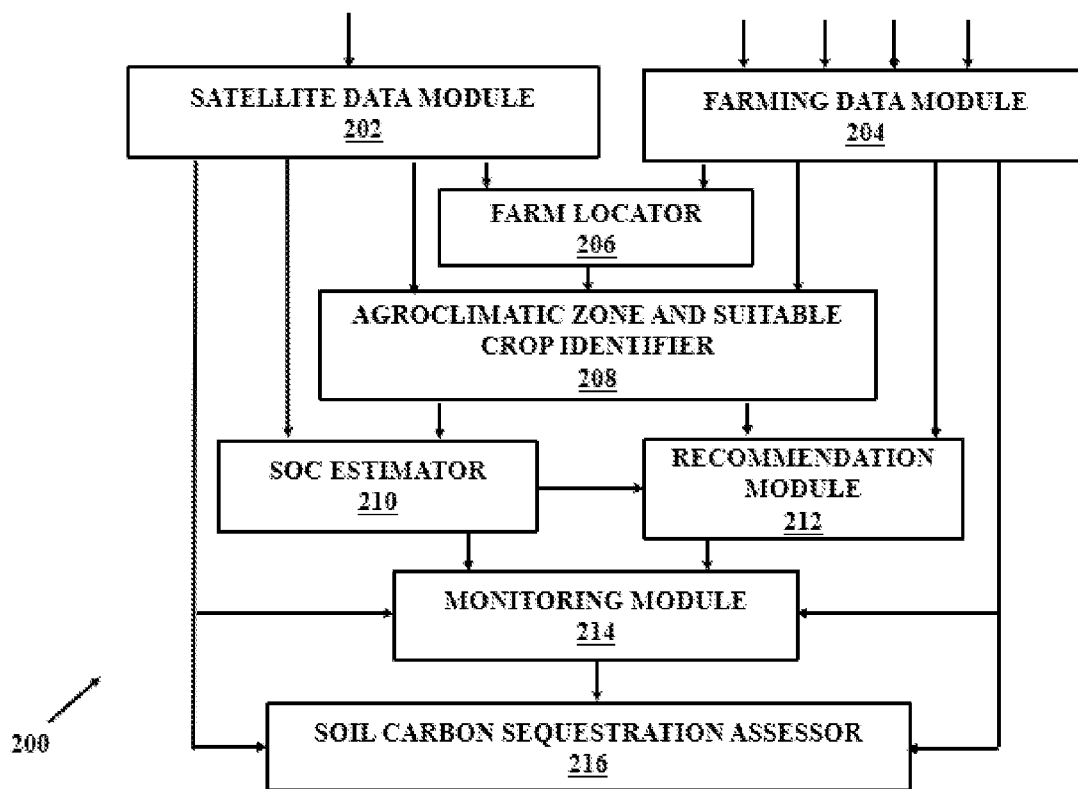 SATELLITE DATA MODULE
202
FARMING DATA MODULE
204
FARM LOCATOR
206
AGROCLIMATIC ZONE AND SUITABLE
CROP IDENTIFIER
208
SOC ESTIMATOR
210
RECOMMENDATION
MODULE
212
MONITORING MODULE
214
SOIL CARBON SEQUESTRATION ASSESSOR
216
200